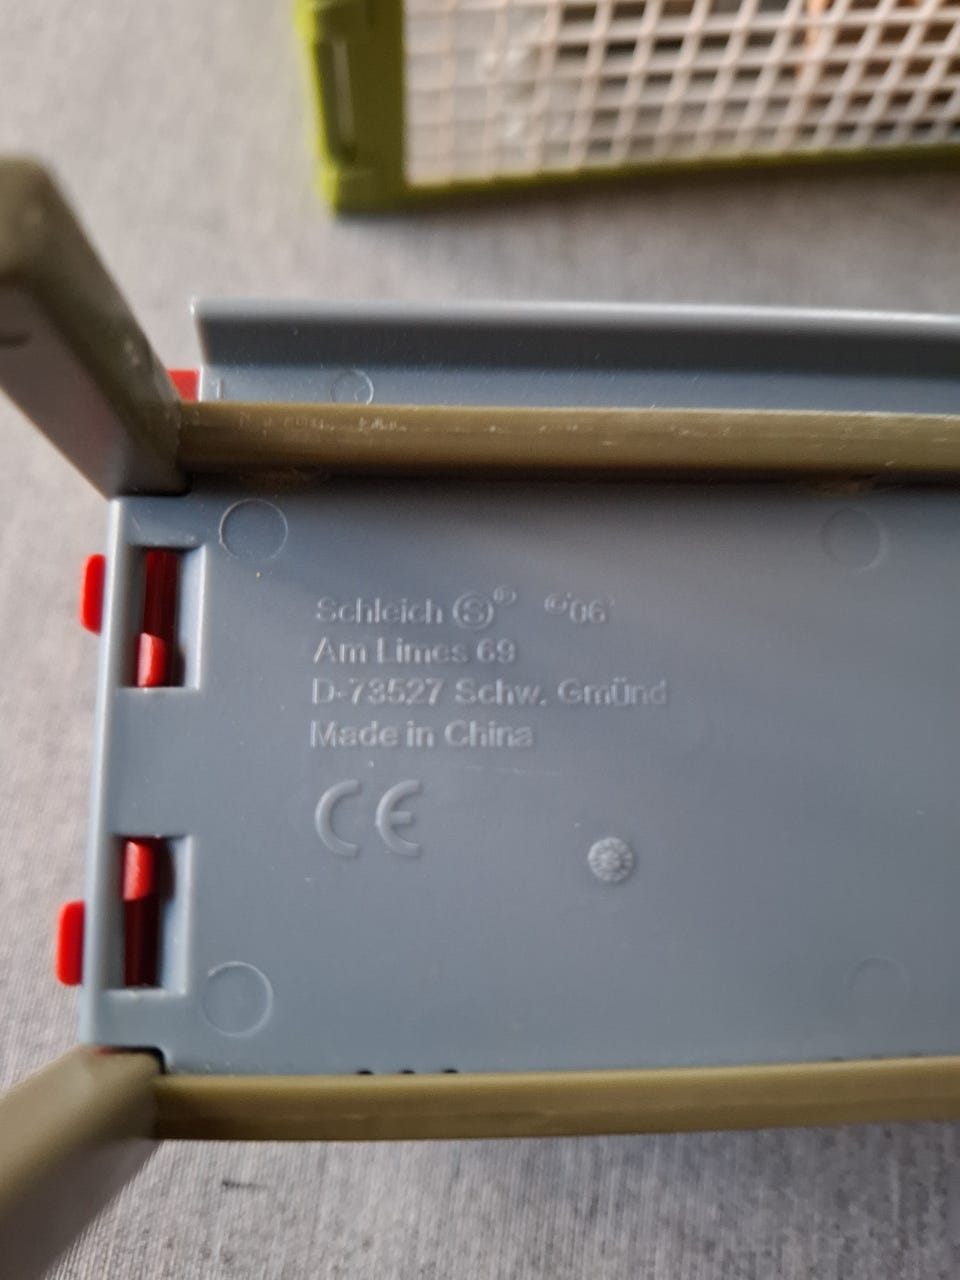 Schleich Ⓢ® ©'06
Am Limes 69
D-73527 Schw. Gmünd
Made in China
CE